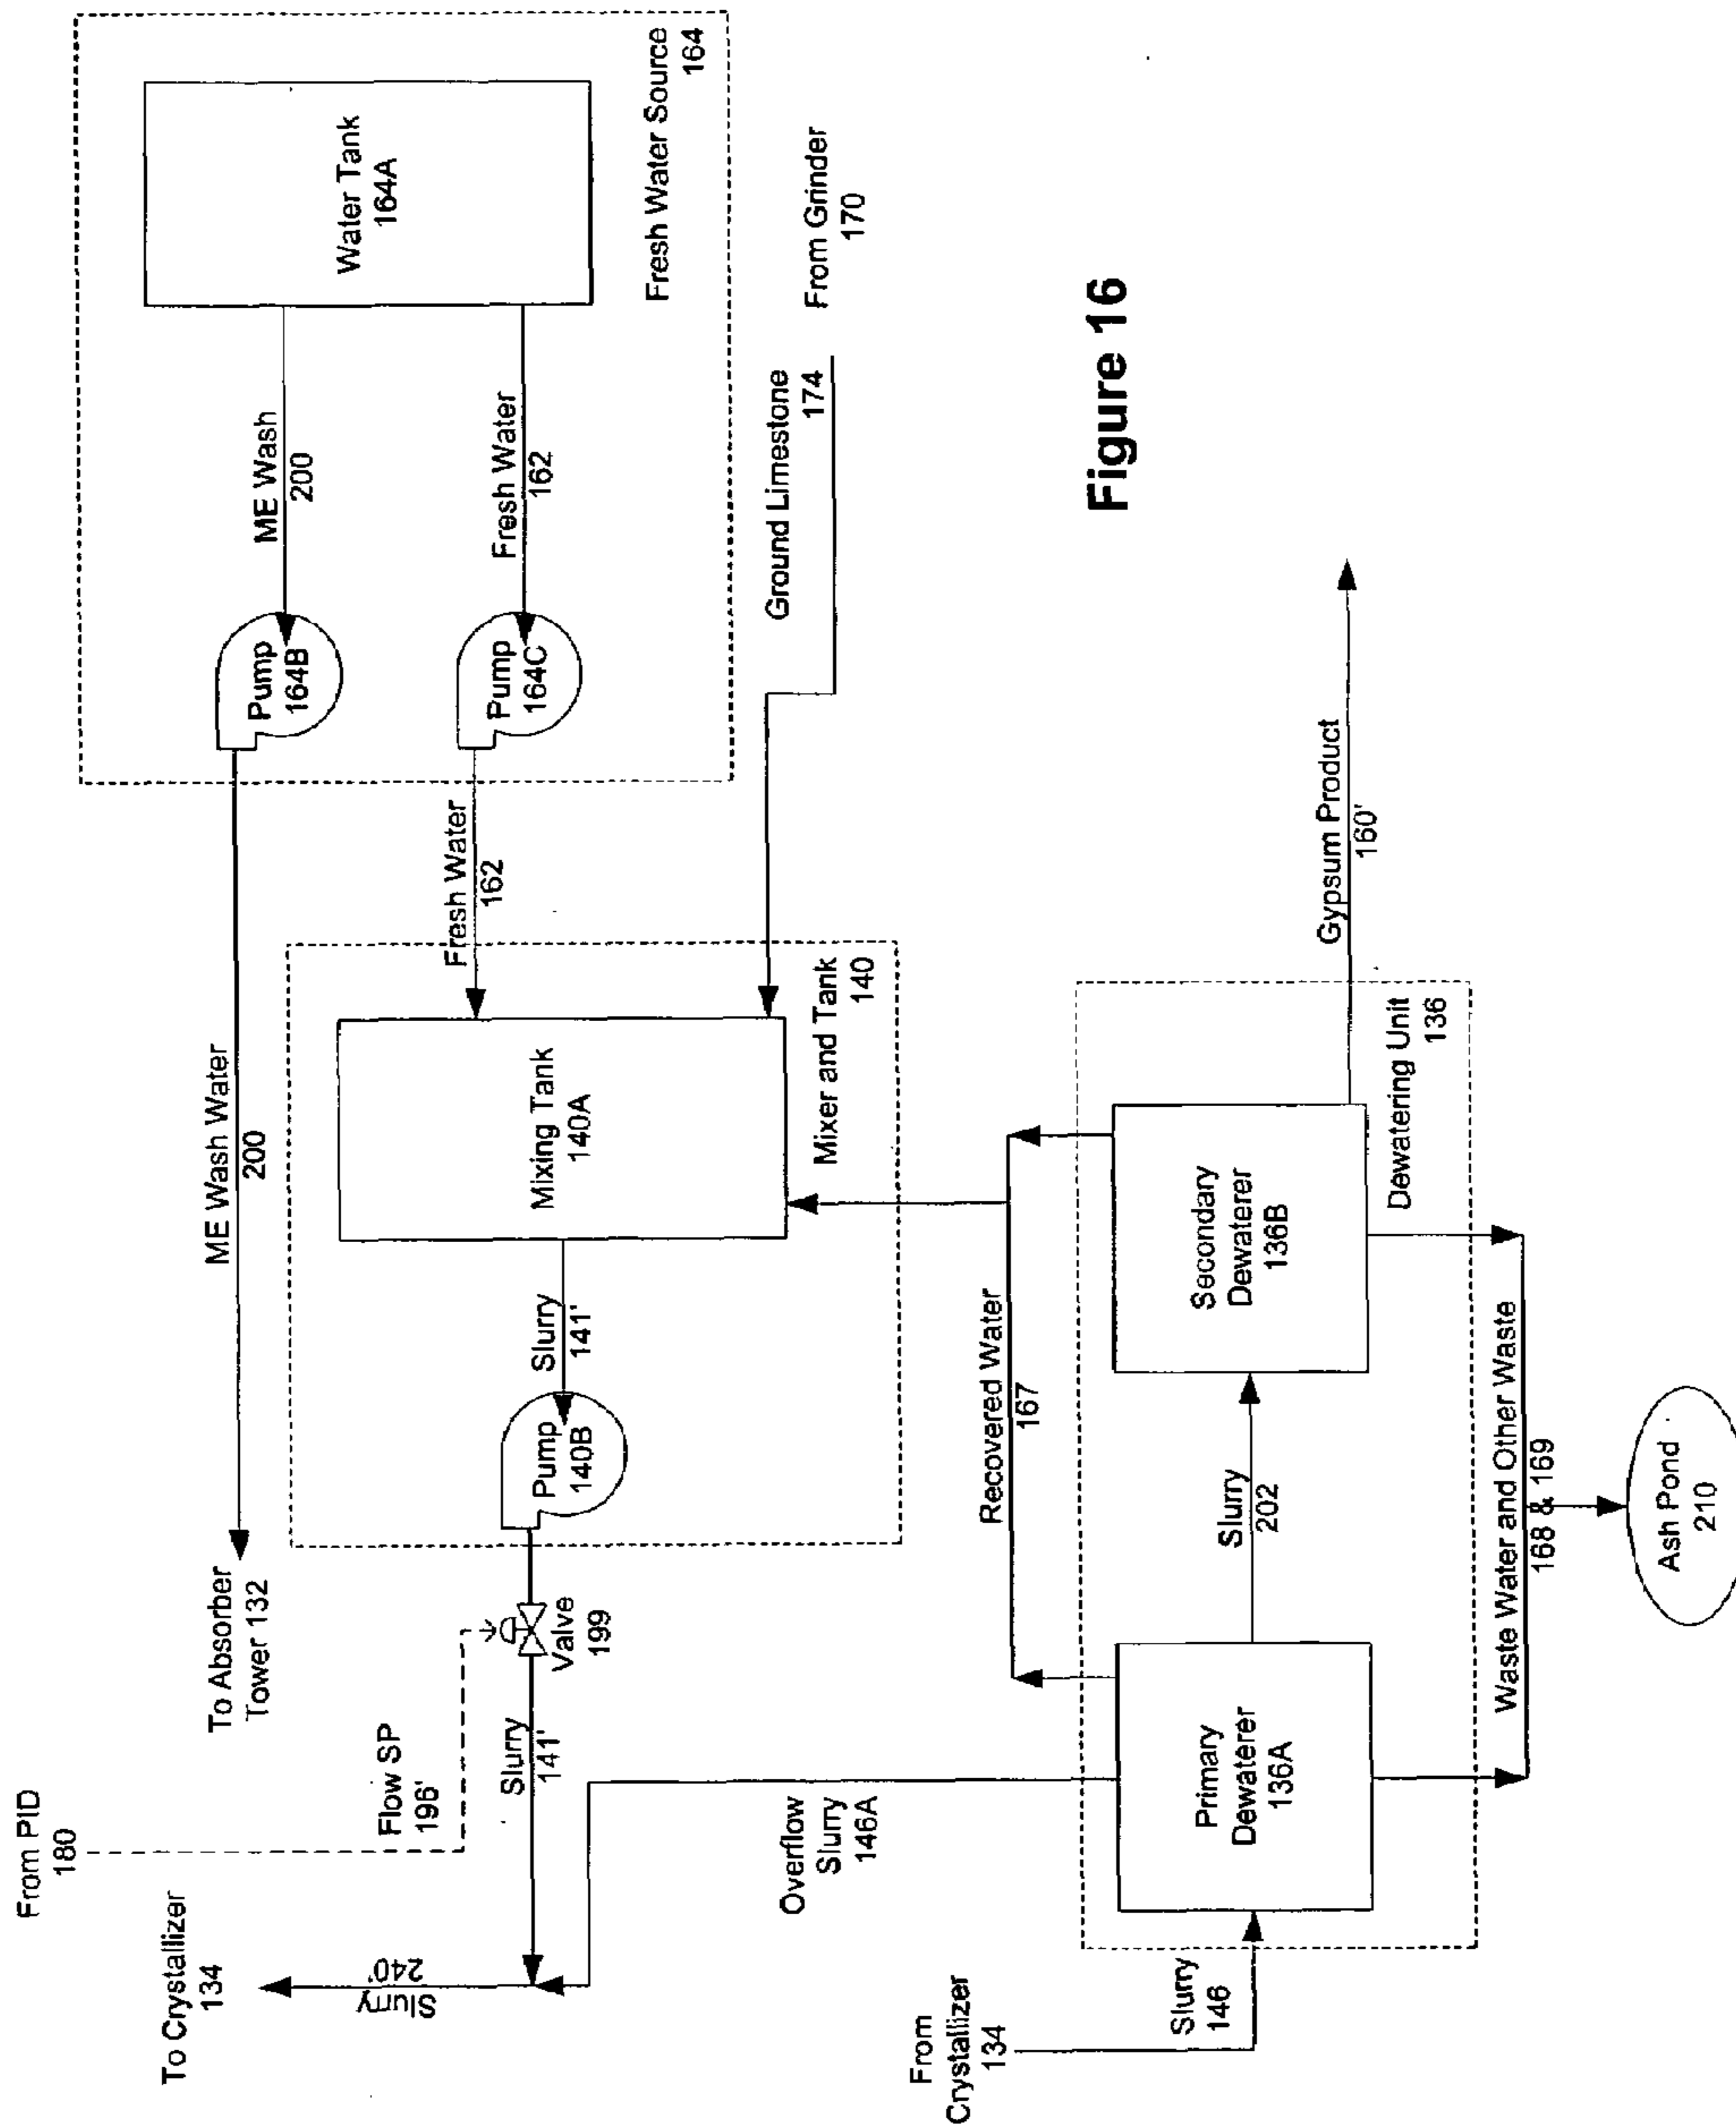 From PID
180
To Crystallizer
134
Slurry
240'
Flow SP
196'
To Absorber
Tower 132
ME Wash Water
200
Slurry
141'
Valve
199
Pump
140B
Slurry
141'
Mixing Tank
140A
Mixer and Tank
140
Fresh Water
162
Pump
164B
Pump
164C
ME Wash
200
Fresh Water
162
Water Tank
164A
Fresh Water Source
164
Ground Limestone
174
From Grinder
170
Overflow
Slurry
146A
Recovered Water
167
From
Crystallizer
134
Slurry
146
Primary
Dewaterer
136A
Slurry
202
Secondary
Dewaterer
136B
Dewatering Unit
136
Gypsum Product
160'
Waste Water and Other Waste
168 & 169
Ash Pond
210
Figure 16